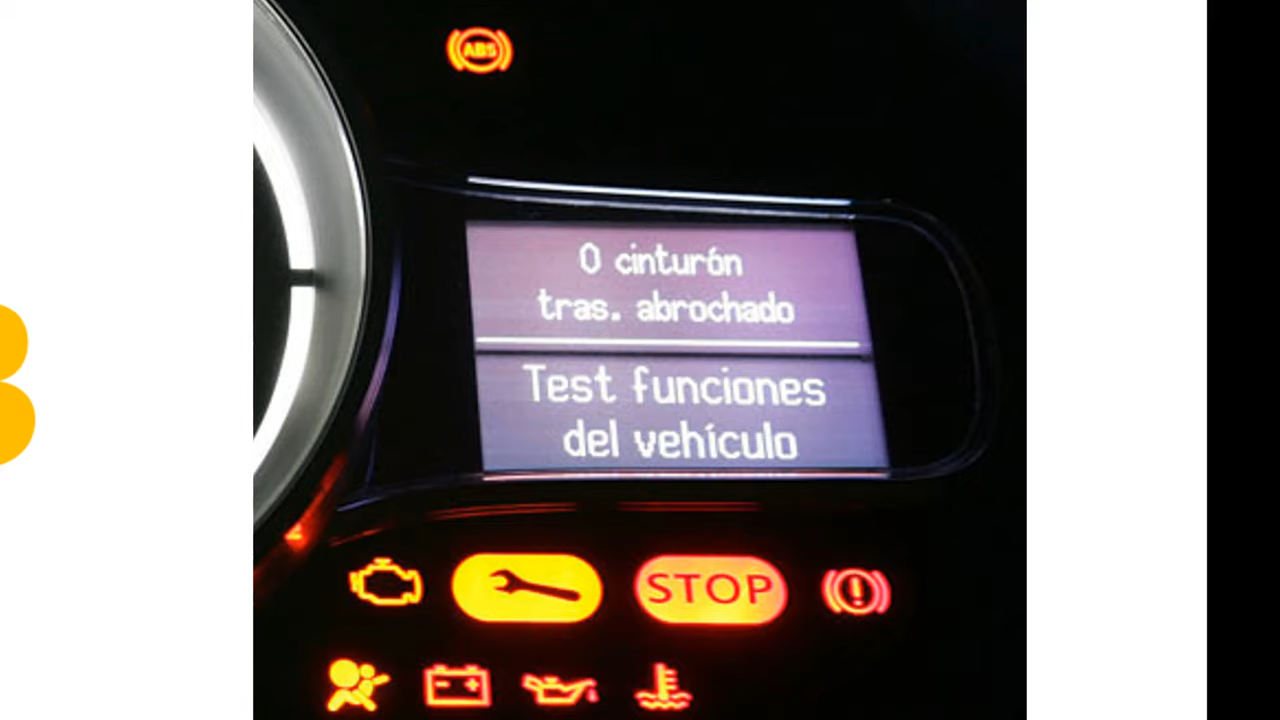 ABS
0 cinturón
tras. abrochado
Test funciones
del vehículo
STOP